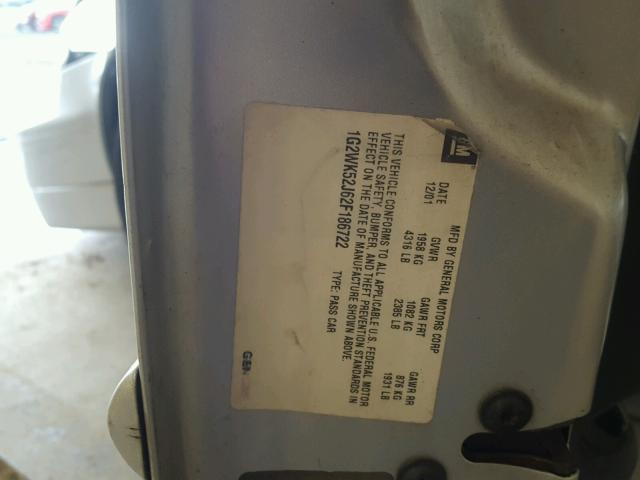 GM
MFD BY GENERAL MOTORS CORP
DATE GVWR GAWR FRT GAWR RR
12/01 1958 KG 1082 KG 876 KG
4316 LB 2385 LB 1931 LB
THIS VEHICLE CONFORMS TO ALL APPLICABLE U.S. FEDERAL MOTOR
VEHICLE SAFETY, BUMPER, AND THEFT PREVENTION STANDARDS IN
EFFECT ON THE DATE OF MANUFACTURE SHOWN ABOVE.
1G2WK52J62F186722 TYPE: PASS CAR